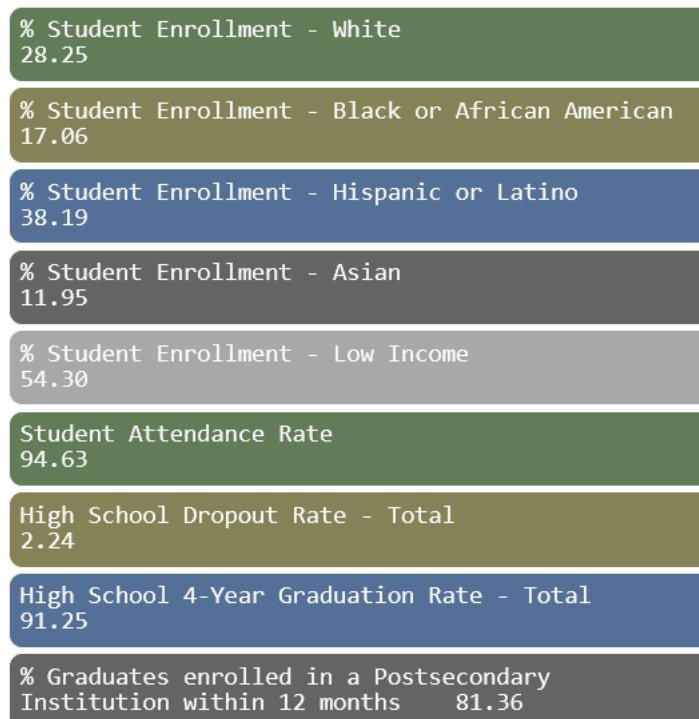 % Student Enrollment - White
28.25
% Student Enrollment - Black or African American
17.06
% Student Enrollment - Hispanic or Latino
38.19
% Student Enrollment - Asian
11.95
% Student Enrollment - Low Income
54.30
Student Attendance Rate
94.63
High School Dropout Rate - Total
2.24
High School 4-Year Graduation Rate - Total
91.25
% Graduates enrolled in a Postsecondary
Institution within 12 months 81.36